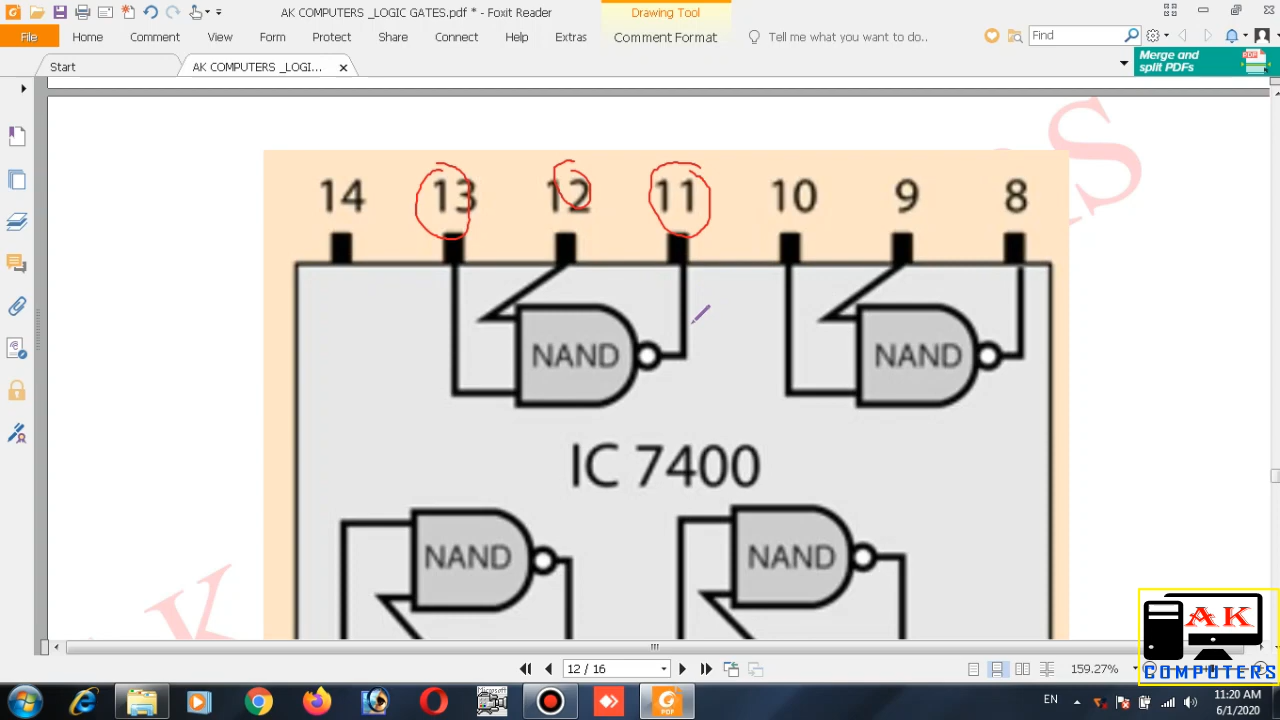 AK COMPUTERS _LOGIC GATES.pdf * - Foxit Reader
Drawing Tool
File Home Comment View Form Protect Share Connect Help Extras Comment Format Tell me what you want to do.. Find
Start AK COMPUTERS _LOGI...
Merge and split PDFs
14 13 12 11 10 9 8
NAND NAND
IC 7400
NAND NAND
S
K
AK
COMPUTERS
12 / 16
159.27%
EN
11:20 AM
6/1/2020